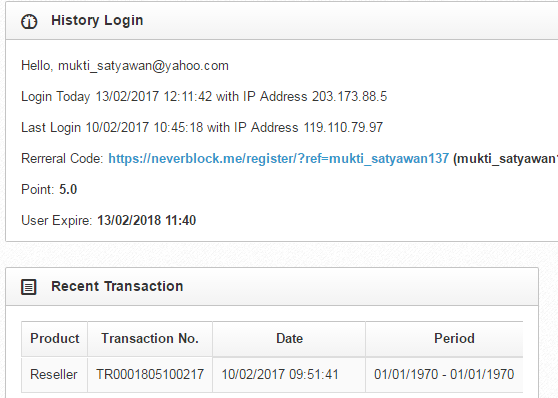 History Login
Hello, mukti_satyawan@yahoo.com
Login Today 13/02/2017 12:11:42 with IP Address 203.173.88.5
Last Login 10/02/2017 10:45:18 with IP Address 119.110.79.97
Rerreral Code: https://neverblock.me/register/?ref=mukti_satyawan137 (mukti_satyawan1
Point: 5.0
User Expire: 13/02/2018 11:40
Recent Transaction
Product Transaction No. Date Period
Reseller TR0001805100217 10/02/2017 09:51:41 01/01/1970 - 01/01/1970